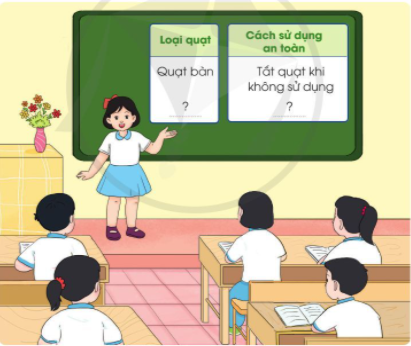 Loại quạt
Cách sử dụng
an toàn
Quạt bàn
Tắt quạt khi
không sử dụng
?
?